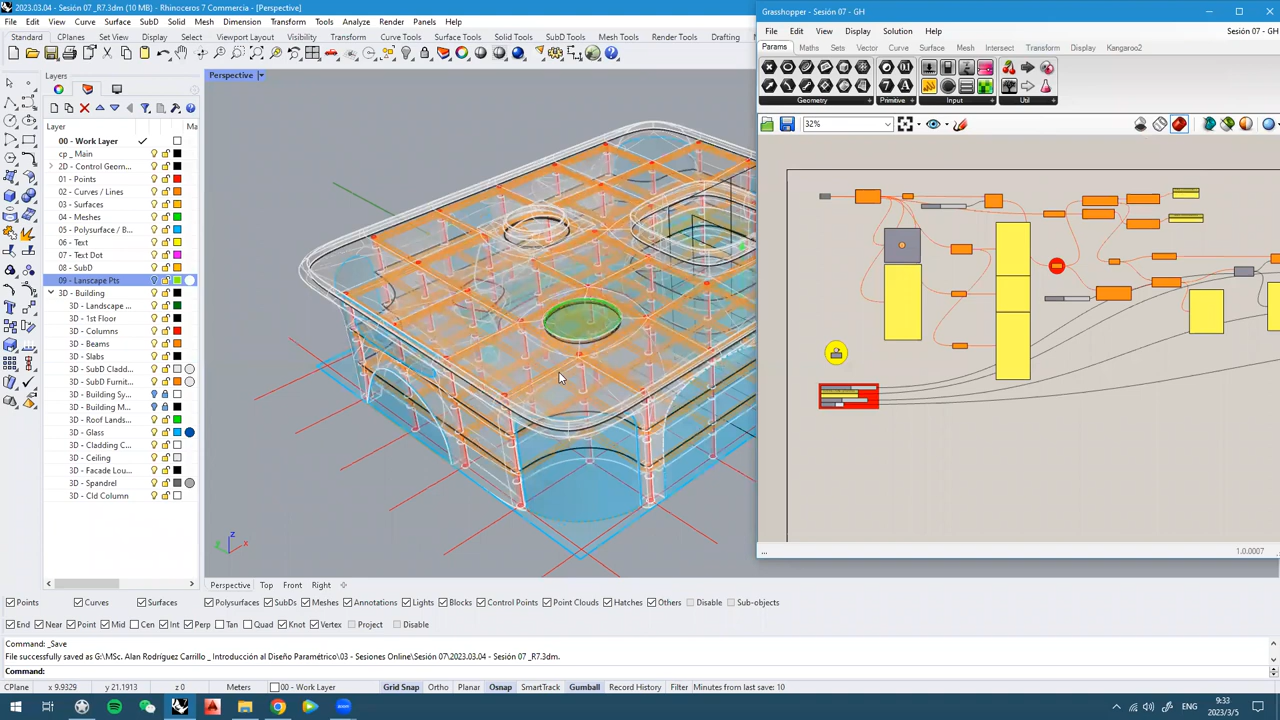 2023.03.04 - Sesión 07_R7.3dm (10 MB) - Rhinoceros 7 Commercial - [Perspective]
File Edit View Curve Surface SubD Solid Mesh Dimension Transform Tools Analyze Render Panels Help
Standard CPlanes Set View Display Select Viewport Layout Visibility Transform Curve Tools Surface Tools Solid Tools SubD Tools Mesh Tools Render Tools Drafting
Layers
Layer Ma
00 - Work Layer
cp _ Main
2D - Control Geom...
01 - Points
02 - Curves / Lines
03 - Surfaces
04 - Meshes
05 - Polysurface / B...
06 - Text
07 - Text Dot
08 - SubD
09 - Lanscape Pts
3D - Building
3D - Landscape ...
3D - 1st Floor
3D - Columns
3D - Beams
3D - Slabs
3D - SubD Cladd...
3D - SubD Furnit...
3D - Building Sy...
3D - Building M...
3D - Roof Lands...
3D - Glass
3D - Cladding C...
3D - Ceiling
3D - Facade Lou...
3D - Spandrel
3D - Cld Column
Perspective
z
y
x
Perspective Top Front Right
Grasshopper - Sesión 07 - GH
File Edit View Display Solution Help Sesión 07 - GH
Params Maths Sets Vector Curve Surface Mesh Intersect Transform Display Kangaroo2
Geometry Primitive Input Util
32%
...
1.0.0007
Points Curves Surfaces Polysurfaces SubDs Meshes Annotations Lights Blocks Control Points Point Clouds Hatches Others Disable Sub-objects
End Near Point Mid Cen Int Perp Tan Quad Knot Vertex Project Disable
Command: _Save
File successfully saved as G:\MSc. Alan Rodríguez Carrillo _ Introducción al Diseño Paramétrico\03 - Sesiones Online\Sesión 07\2023.03.04 - Sesión 07 _R7.3dm.
Command:
CPlane x 9.9329 y 21.1913 z 0 Meters 00 - Work Layer Grid Snap Ortho Planar Osnap SmartTrack Gumball Record History Filter Minutes from last save: 10
ENG
9:33
2023/3/5